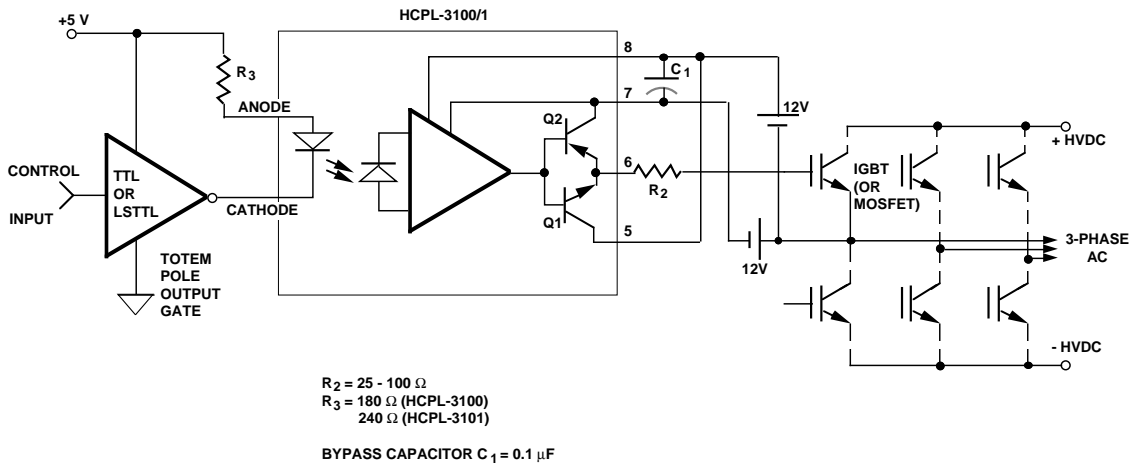 HCPL-3100/1
+5 V
R3
ANODE
CONTROL
INPUT
TTL
OR
LSTTL
CATHODE
TOTEM
POLE
OUTPUT
GATE
8
C1
7
Q2
6
R2
Q1
5
12V
12V
IGBT
(OR
MOSFET)
+ HVDC
3-PHASE
AC
- HVDC
R2 = 25 - 100 Ω
R3 = 180 Ω (HCPL-3100)
240 Ω (HCPL-3101)
BYPASS CAPACITOR C1 = 0.1 µF